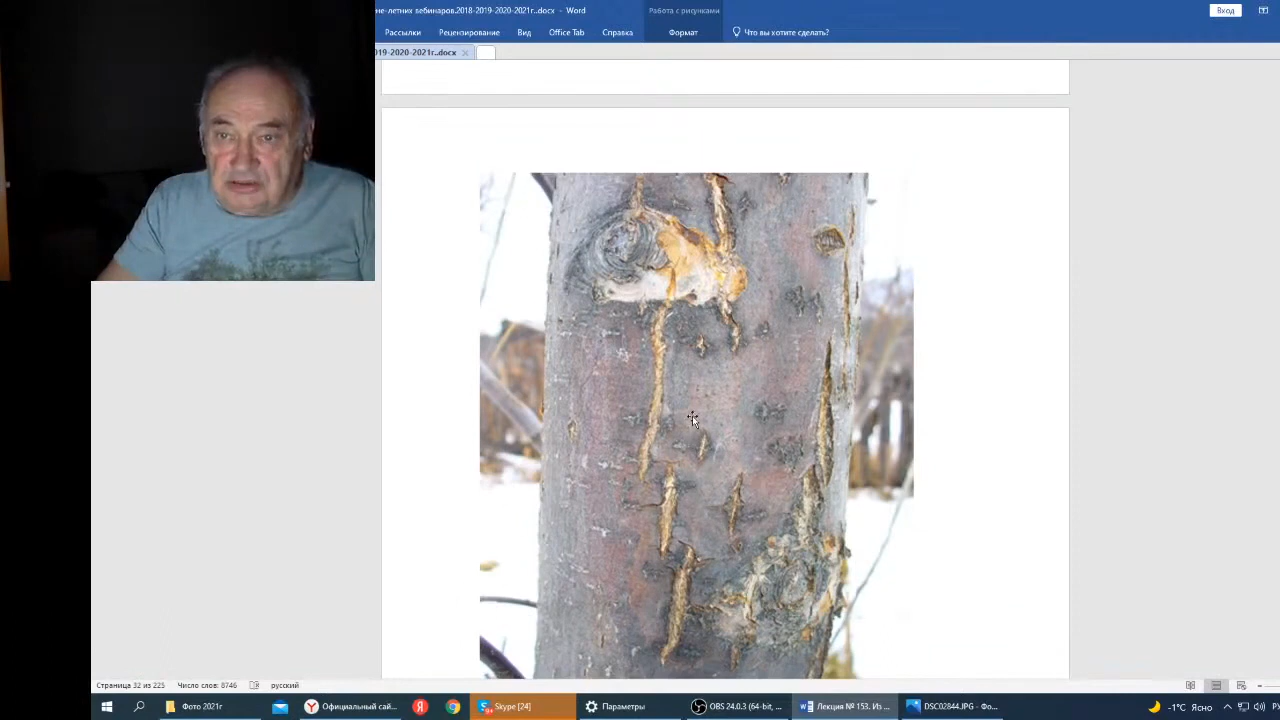 не-летних вебинаров.2018-2019-2020-2021г..docx - Word
Работа с рисунками
Вход
Рассылки Рецензирование Вид Office Tab Справка Формат Что вы хотите сделать?
019-2020-2021г..docx
Страница 32 из 225 Число слов: 8746 русский
Фото 2021г Официальный сай... Skype [24] Параметры OBS 24.0.3 (64-bit, ... Лекция № 153. Из ... DSC02844.JPG - Фо... -1°C Ясно